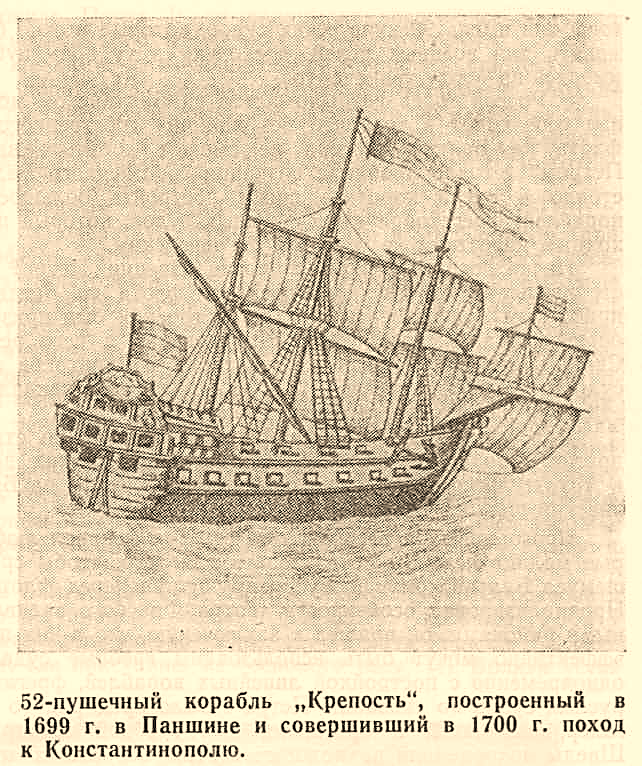 52-пушечный корабль „Крепость“, построенный в
1699 г. в Паншине и совершивший в 1700 г. поход
к Константинополю.